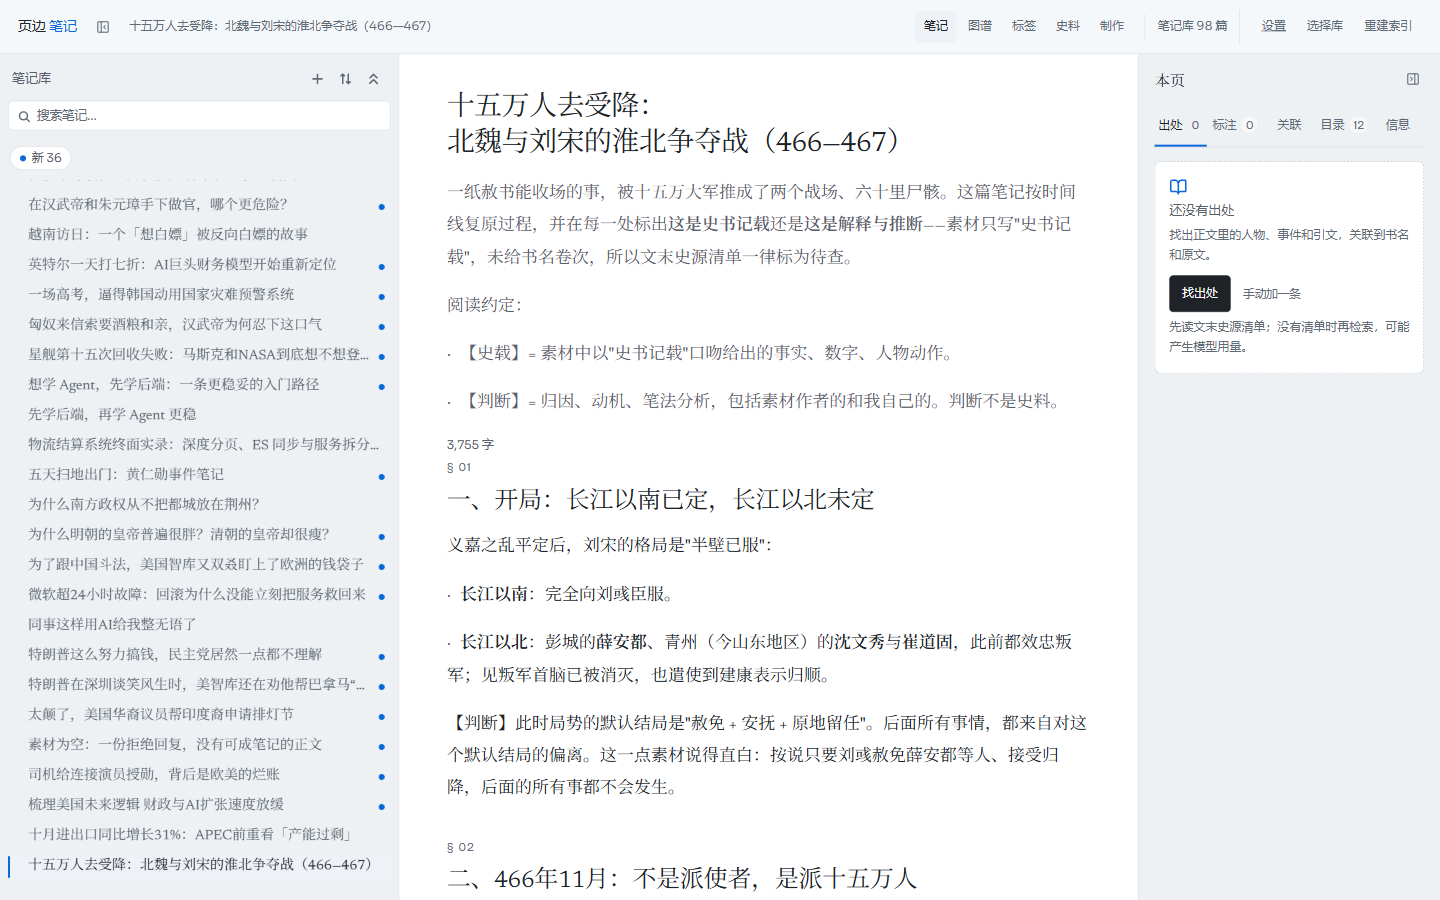 页边 笔记
十五万人去受降：北魏与刘宋的淮北争夺战（466—467）
笔记 图谱 标签 史料 制作 笔记库 98 篇 设置 选择库 重建索引
笔记库
搜索笔记...
新 36
在汉武帝和朱元璋手下做官，哪个更危险？
越南访日：一个「想白嫖」被反向白嫖的故事
英特尔一天打七折：AI巨头财务模型开始重新定位
一场高考，逼得韩国动用国家灾难预警系统
匈奴来信索要酒粮和亲，汉武帝为何忍下这口气
星舰第十五次回收失败：马斯克和NASA到底想不想登...
想学 Agent，先学后端：一条更稳妥的入门路径
先学后端，再学 Agent 更稳
物流结算系统终面实录：深度分页、ES 同步与服务拆分...
五天扫地出门：黄仁勋事件笔记
为什么南方政权从不把都城放在荆州？
为什么明朝的皇帝普遍很胖？清朝的皇帝却很瘦？
为了跟中国斗法，美国智库又双叒盯上了欧洲的钱袋子
微软超24小时故障：回滚为什么没能立刻把服务救回来
同事这样用AI给我整无语了
特朗普这么努力搞钱，民主党居然一点都不理解
特朗普在深圳谈笑风生时，美智库还在劝他帮巴拿马“...
太颠了，美国华裔议员帮印度裔申请排灯节
素材为空：一份拒绝回复，没有可成笔记的正文
司机给连接演员授勋，背后是欧美的烂账
梳理美国未来逻辑 财政与AI扩张速度放缓
十月进出口同比增长31%：APEC前重看「产能过剩」
十五万人去受降：北魏与刘宋的淮北争夺战（466—467）
十五万人去受降：
北魏与刘宋的淮北争夺战（466—467）
一纸赦书能收场的事，被十五万大军推成了两个战场、六十里尸骸。这篇笔记按时间
线复原过程，并在每一处标出这是史书记载还是这是解释与推断——素材只写"史书记
载"，未给书名卷次，所以文末史源清单一律标为待查。
阅读约定：
· 【史载】= 素材中以"史书记载"口吻给出的事实、数字、人物动作。
· 【判断】= 归因、动机、笔法分析，包括素材作者的和我自己的。判断不是史料。
3,755 字
§ 01
一、开局：长江以南已定，长江以北未定
义嘉之乱平定后，刘宋的格局是"半壁已服"：
· 长江以南：完全向刘彧臣服。
· 长江以北：彭城的薛安都、青州（今山东地区）的沈文秀与崔道固，此前都效忠叛
军；见叛军首脑已被消灭，也遣使到建康表示归顺。
【判断】此时局势的默认结局是"赦免 + 安抚 + 原地留任"。后面所有事情，都来自对这
个默认结局的偏离。这一点素材说得直白：按说只要刘彧赦免薛安都等人、接受归
降，后面的所有事都不会发生。
§ 02
二、466年11月：不是派使者，是派十五万人
本页
出处 0 标注 0 关联 目录 12 信息
还没有出处
找出正文里的人物、事件和引文，关联到书名
和原文。
找出处 手动加一条
先读文末史源清单；没有清单时再检索，可能
产生模型用量。